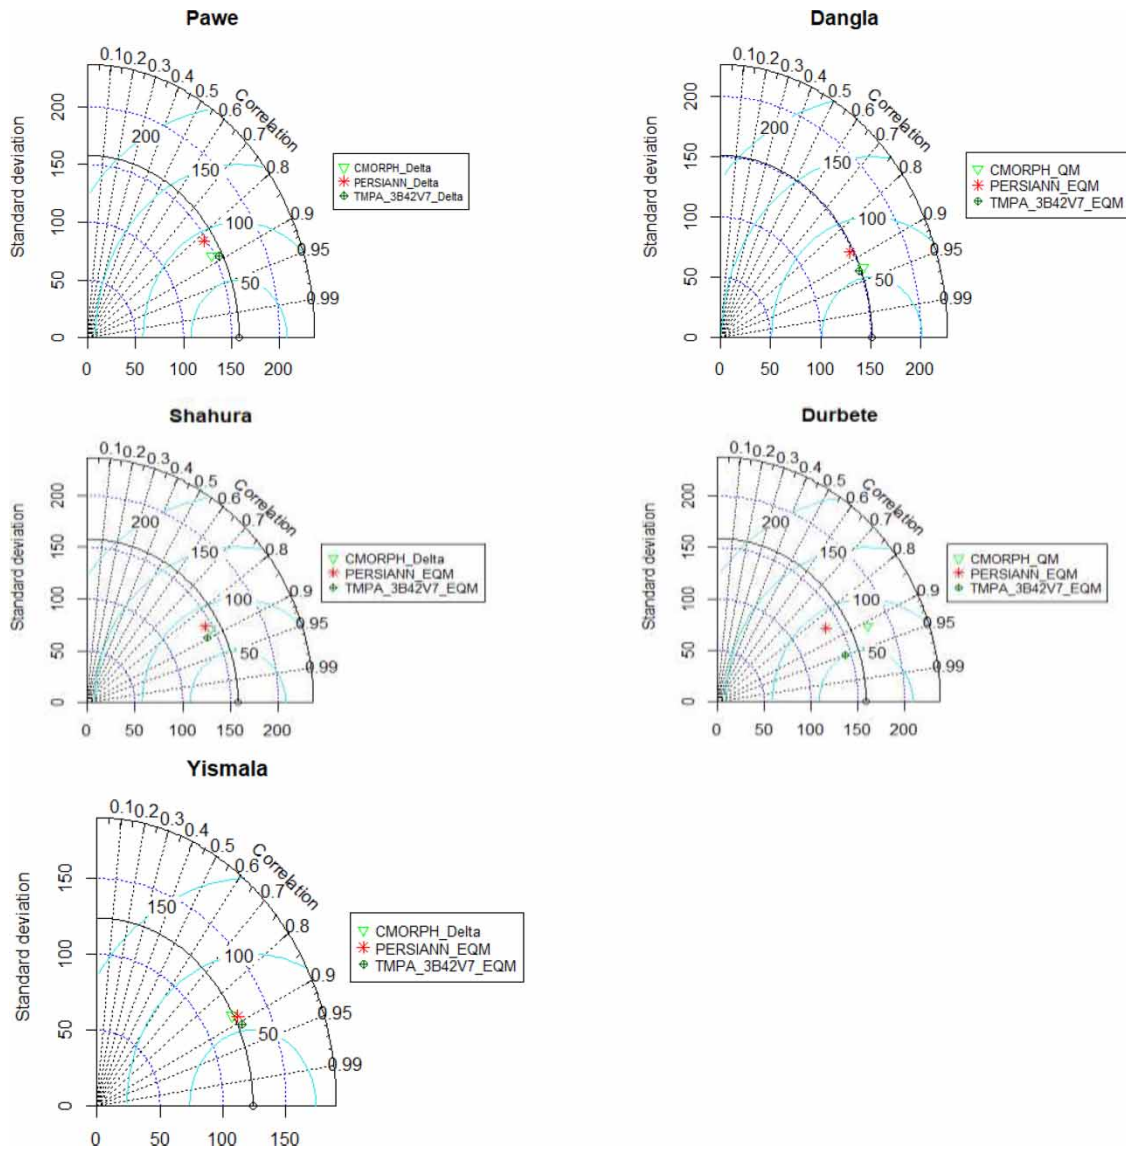 Pawe
Standard deviation
0 50 100 150 200
0.1 0.2 0.3 0.4 0.5 0.6 0.7 0.8 0.9 0.95 0.99
Correlation
200 150 100 50
0 50 100 150 200
CMORPH_Delta
PERSIANN_Delta
TMPA_3B42V7_Delta
Dangla
Standard deviation
0 50 100 150 200
0.1 0.2 0.3 0.4 0.5 0.6 0.7 0.8 0.9 0.95 0.99
Correlation
200 150 100 50
0 50 100 150 200
CMORPH_QM
PERSIANN_EQM
TMPA_3B42V7_EQM
Shahura
Standard deviation
0 50 100 150 200
0.1 0.2 0.3 0.4 0.5 0.6 0.7 0.8 0.9 0.95 0.99
Correlation
200 150 100 50
0 50 100 150 200
CMORPH_Delta
PERSIANN_EQM
TMPA_3B42V7_EQM
Durbete
Standard deviation
0 50 100 150 200
0.1 0.2 0.3 0.4 0.5 0.6 0.7 0.8 0.9 0.95 0.99
Correlation
200 150 100 50
0 50 100 150 200
CMORPH_QM
PERSIANN_EQM
TMPA_3B42V7_EQM
Yismala
Standard deviation
0 50 100 150
0.1 0.2 0.3 0.4 0.5 0.6 0.7 0.8 0.9 0.95 0.99
Correlation
150 100 50
0 50 100 150
CMORPH_Delta
PERSIANN_EQM
TMPA_3B42V7_EQM